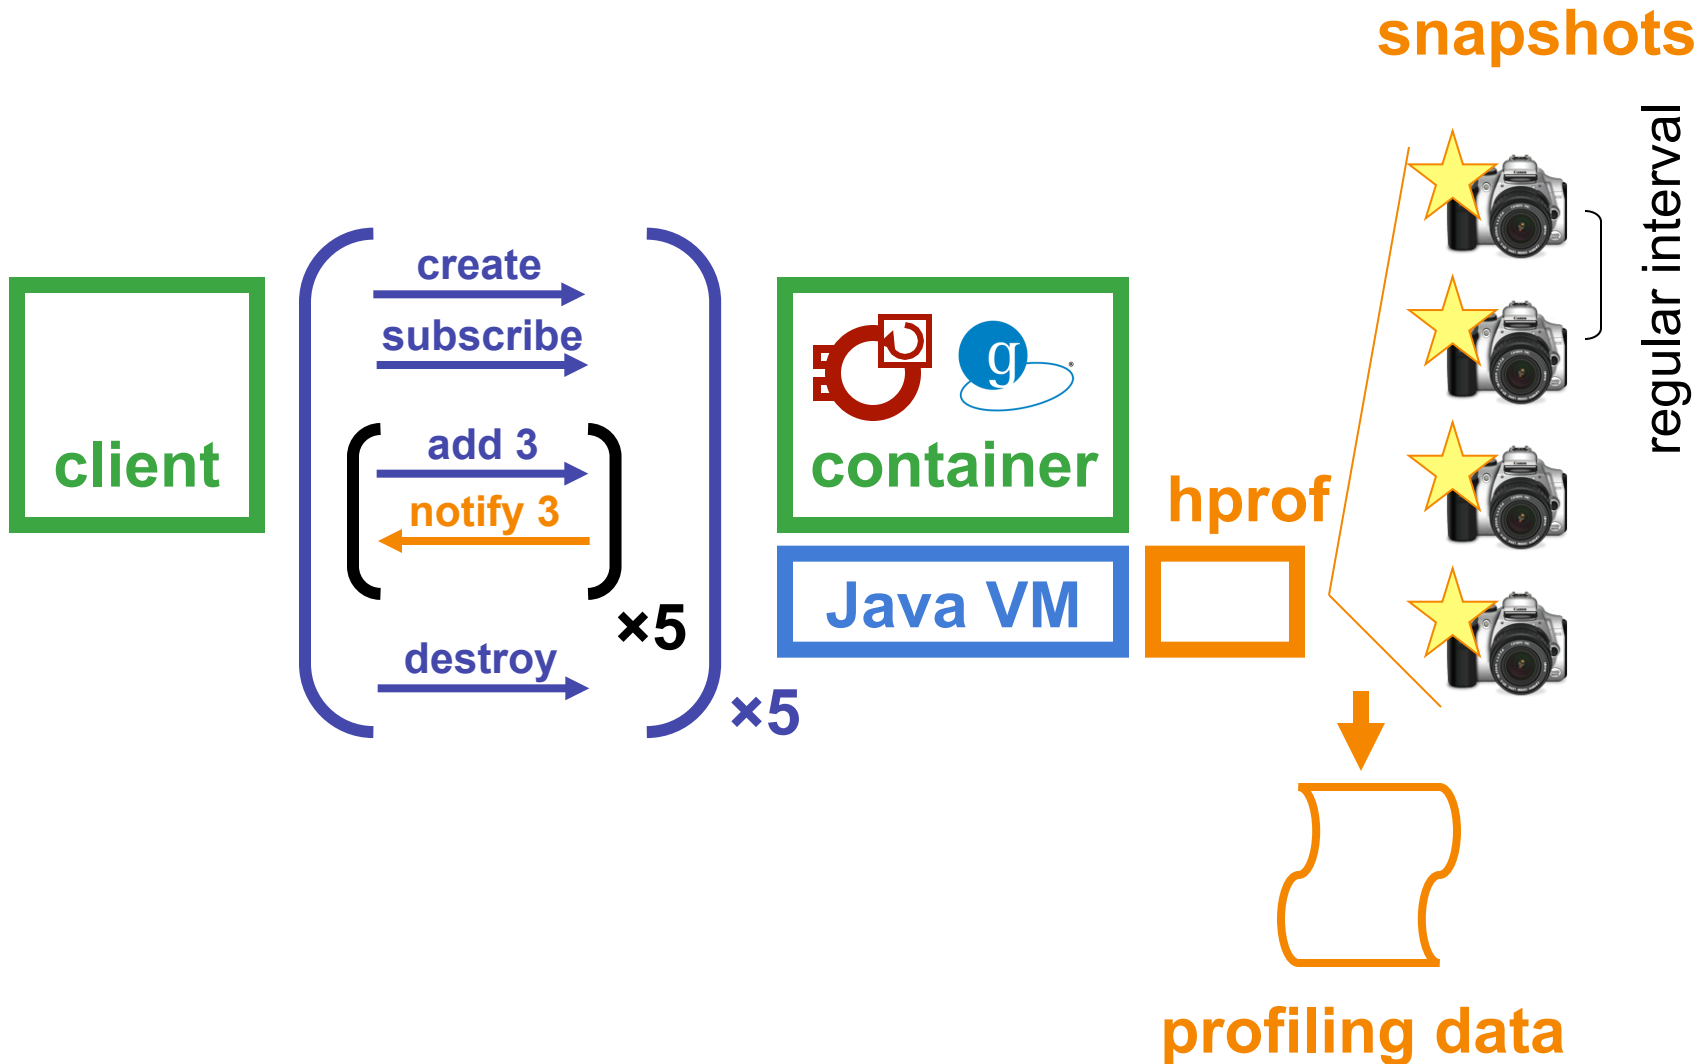 snapshots
regular interval
create
subscribe
add 3
notify 3
×5
destroy
×5
client
g
®
container
Java VM
hprof
profiling data